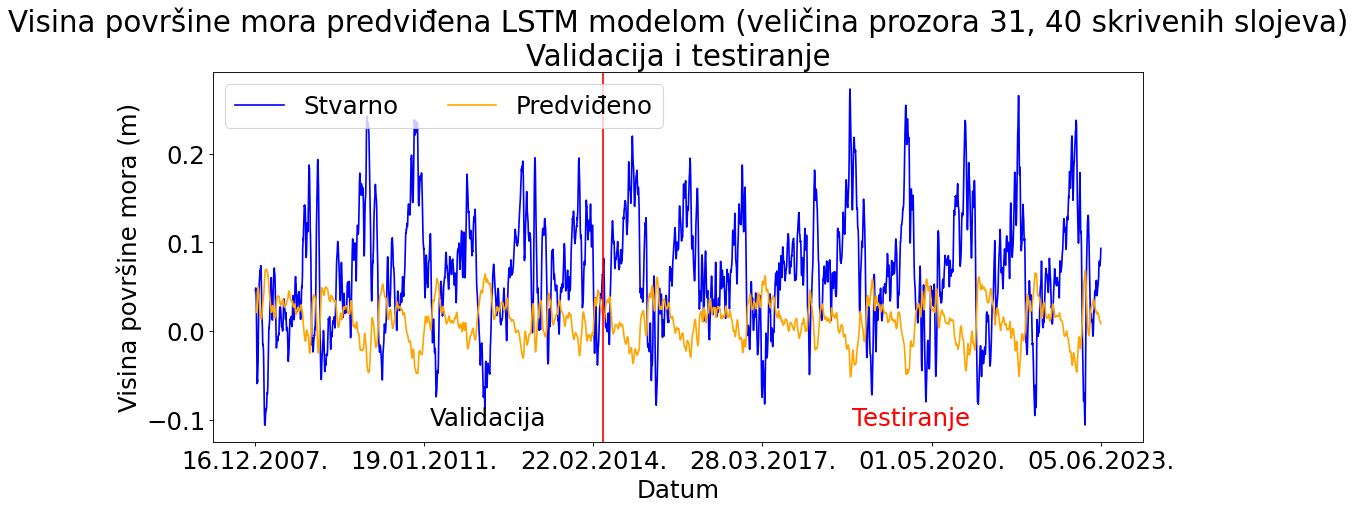 Visina površine mora predviđena LSTM modelom (veličina prozora 31, 40 skrivenih slojeva)
Validacija i testiranje
Stvarno
Predviđeno
Visina površine mora (m)
0.2
0.1
0.0
−0.1
Validacija
Testiranje
16.12.2007.
19.01.2011.
22.02.2014.
28.03.2017.
01.05.2020.
05.06.2023.
Datum